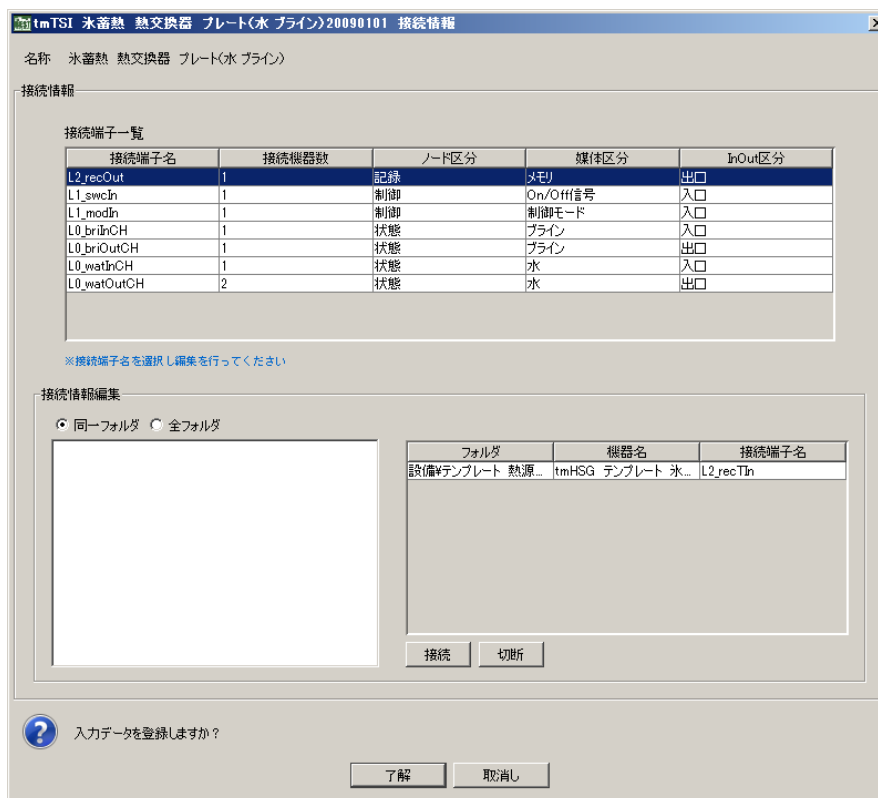 tmTSI 氷蓄熱 熱交換器 プレート(水 ブライン)20090101 接続情報
名称 氷蓄熱 熱交換器 プレート(水 ブライン)
接続情報
接続端子一覧
接続端子名 接続機器数 ノード区分 媒体区分 InOut区分
L2_recOut 1 記録 メモリ 出口
L1_swcIn 1 制御 On/Off信号 入口
L1_modIn 1 制御 制御モード 入口
L0_briInCH 1 状態 ブライン 入口
L0_briOutCH 1 状態 ブライン 出口
L0_watInCH 1 状態 水 入口
L0_watOutCH 2 状態 水 出口
※接続端子名を選択し編集を行ってください
接続情報編集
同一フォルダ 全フォルダ
フォルダ 機器名 接続端子名
設備¥テンプレート 熱源... tmHSG テンプレート 氷... L2_recTIn
接続 切断
入力データを登録しますか？
了解 取消し